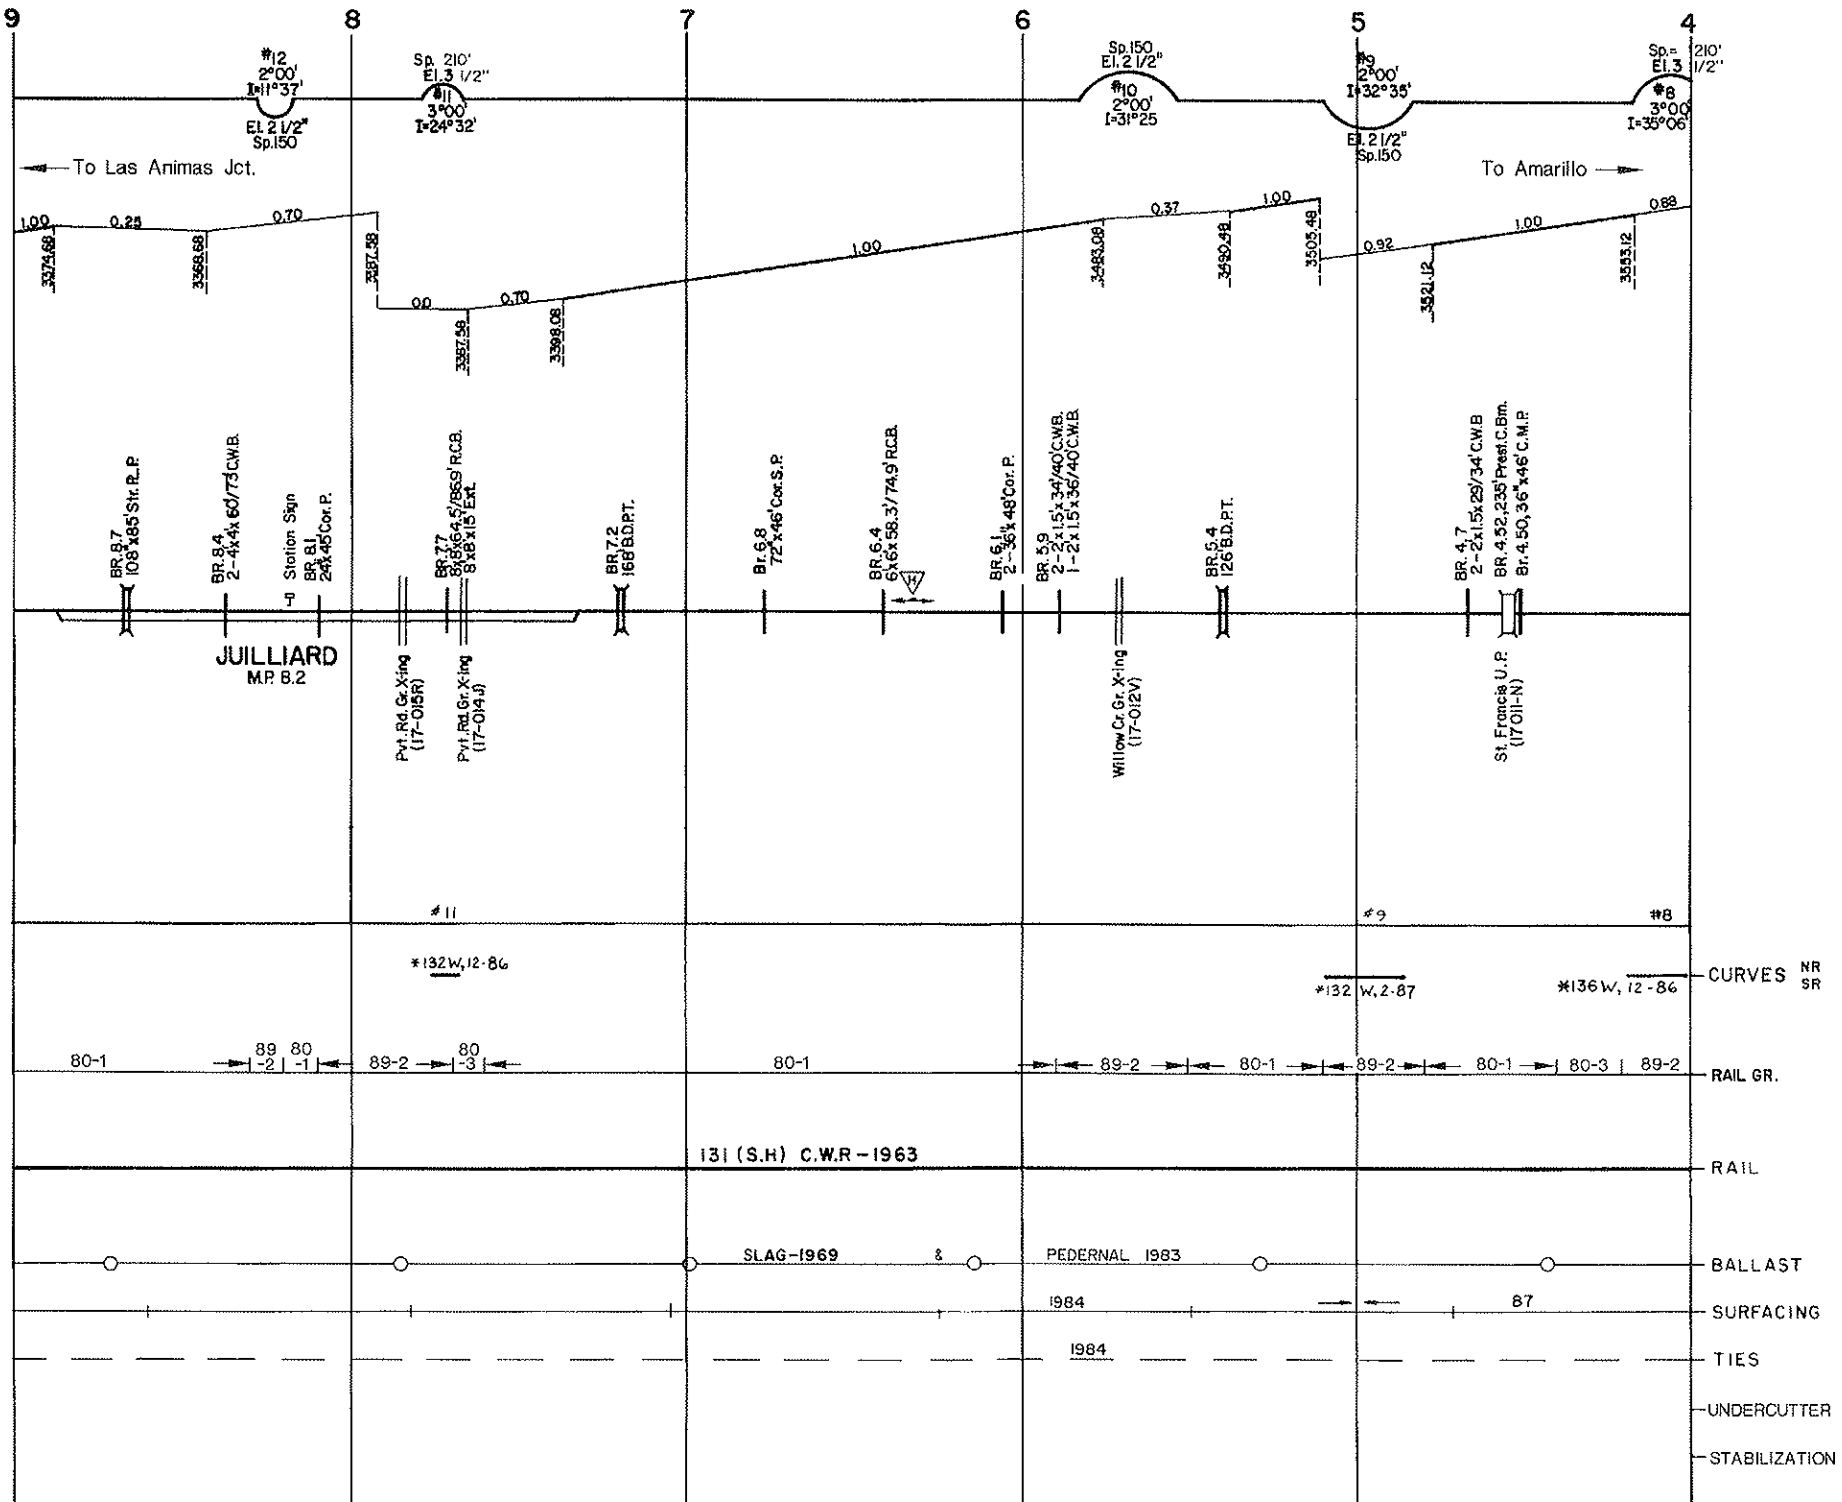 9 8 7 6 5 4
#12
2°00'
I=11°37'
El. 2 1/2"
Sp.150
Sp. 210'
El. 3 1/2"
#11
3°00'
I=24°32'
Sp.150
El. 2 1/2"
#10
2°00'
I=31°25
#9
2°00'
I=32°35'
El. 2 1/2"
Sp.150
Sp.= 210'
El. 3 1/2"
#8
3°00'
I=35°06'
To Las Animas Jct.
To Amarillo
1.00 0.25 0.70 0.0 0.70 1.00 0.37 1.00 0.92 1.00 0.88
3374.68
3368.68
3387.58
3387.58
3398.08
3483.08
3490.48
3505.48
3521.12
3553.12
BR. 8.7
108"x85' Str. R.P.
BR. 8.4
2-4'x4'x 60'/73' C.W.B.
Station Sign
BR. 8.1
24"x45' Cor. P.
BR. 7.7
8'x8'x64.5'/86.9' R.C.B.
8'x8'x15' Ext.
BR. 7.2
168' B.D.P.T.
Br. 6.8
72"x46' Cor. S.P.
BR. 6.4
6'x6'x 58.3'/74.9' R.C.B.
H
BR. 6.1
2-36"x48' Cor. P.
BR. 5.9
2-2'x1.5'x34'/40' C.W.B.
1-2'x1.5'x36'/40' C.W.B.
BR. 5.4
126' B.D.P.T.
BR. 4.7
2-2'x1.5'x29'/34' C.W.B
BR. 4.52, 235' Prest. C. Bm.
Br. 4.50, 36"x46' C.M.P.
JUILLIARD
M.P. 8.2
Pvt. Rd. Gr. X-ing
(17-015R)
Pvt. Rd. Gr. X-ing
(17-014J)
Willow Cr. Gr. X-ing
(17-012V)
St. Francis U.P.
(17 011-N)
#11 #9 #8
*132 W, 12-86
*132 W, 2-87
*136 W, 12-86
CURVES NR
SR
80-1 89-2 80-1 89-2 80-3 80-1 89-2 80-1 89-2 80-1 80-3 89-2 RAIL GR.
131 (S.H) C.W.R-1963 RAIL
SLAG-1969 & PEDERNAL 1983 BALLAST
1984 87 SURFACING
1984 TIES
UNDERCUTTER
STABILIZATION